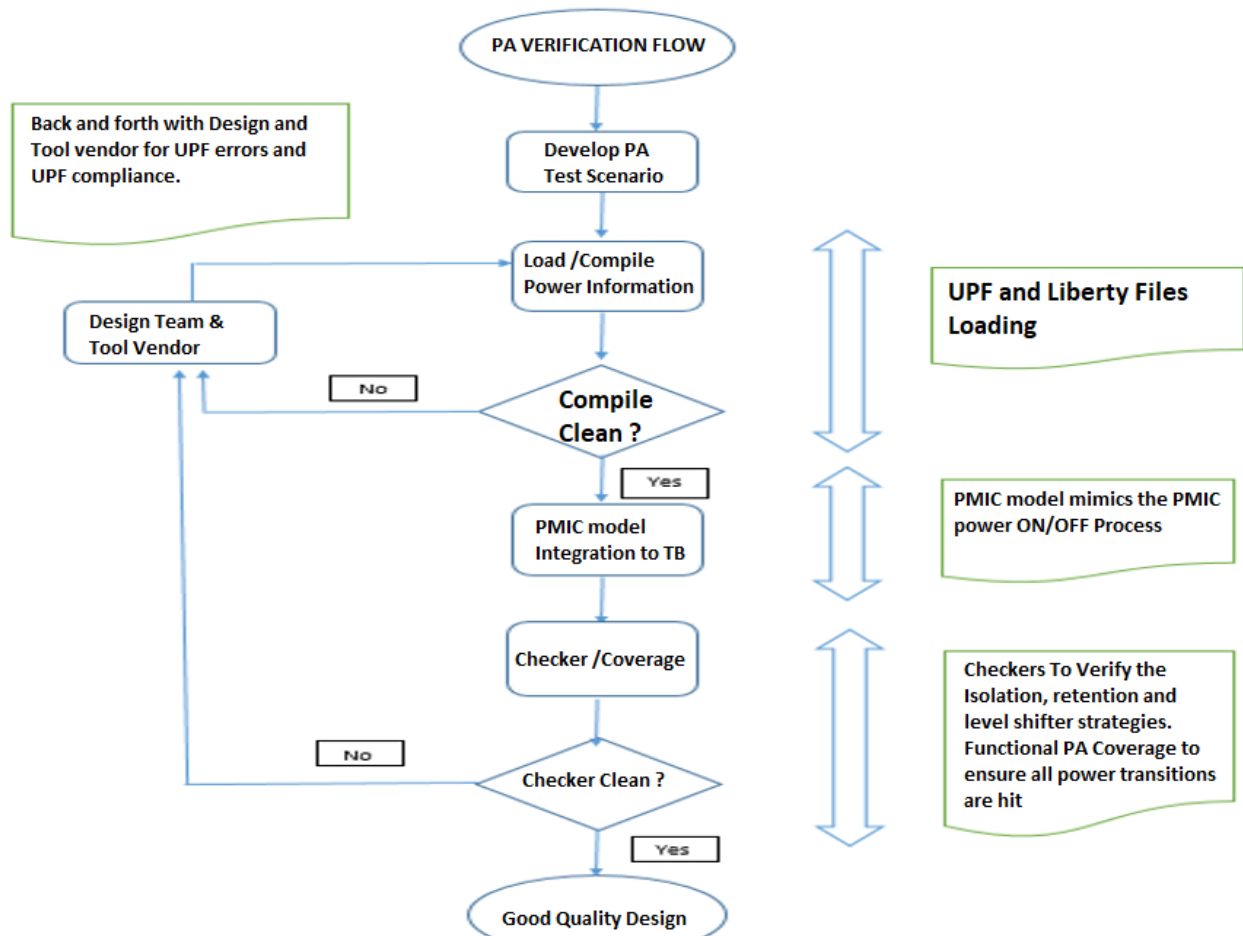 PA VERIFICATION FLOW
Back and forth with Design and
Tool vendor for UPF errors and
UPF compliance.
Develop PA
Test Scenario
Load /Compile
Power Information
UPF and Liberty Files
Loading
Design Team &
Tool Vendor
No
Compile
Clean ?
Yes
PMIC model
Integration to TB
PMIC model mimics the PMIC
power ON/OFF Process
Checker /Coverage
Checkers To Verify the
Isolation, retention and
level shifter strategies.
Functional PA Coverage to
ensure all power transitions
are hit
No
Checker Clean ?
Yes
Good Quality Design